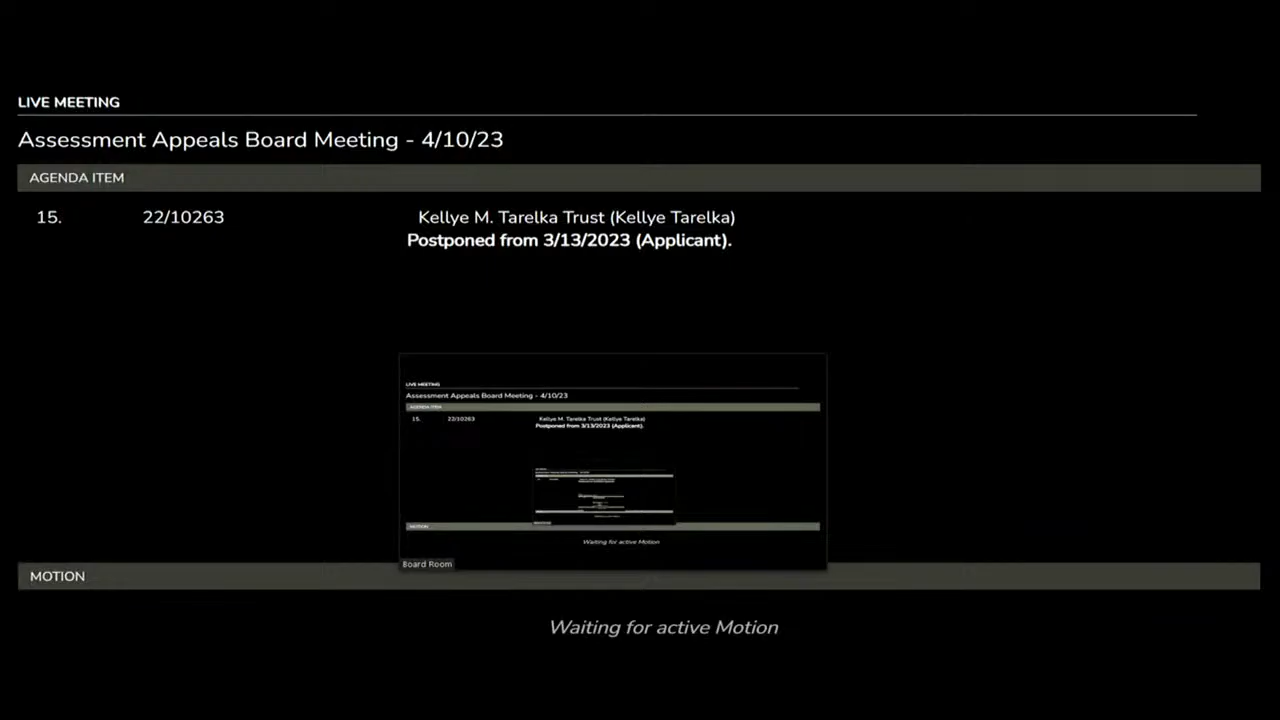 LIVE MEETING
Assessment Appeals Board Meeting - 4/10/23
AGENDA ITEM
15. 22/10263 Kellye M. Tarelka Trust (Kellye Tarelka)
Postponed from 3/13/2023 (Applicant).
LIVE MEETING
Assessment Appeals Board Meeting - 4/10/23
AGENDA ITEM
15. 22/10263 Kellye M. Tarelka Trust (Kellye Tarelka)
Postponed from 3/13/2023 (Applicant).
MOTION
Waiting for active Motion
Board Room
MOTION
Waiting for active Motion